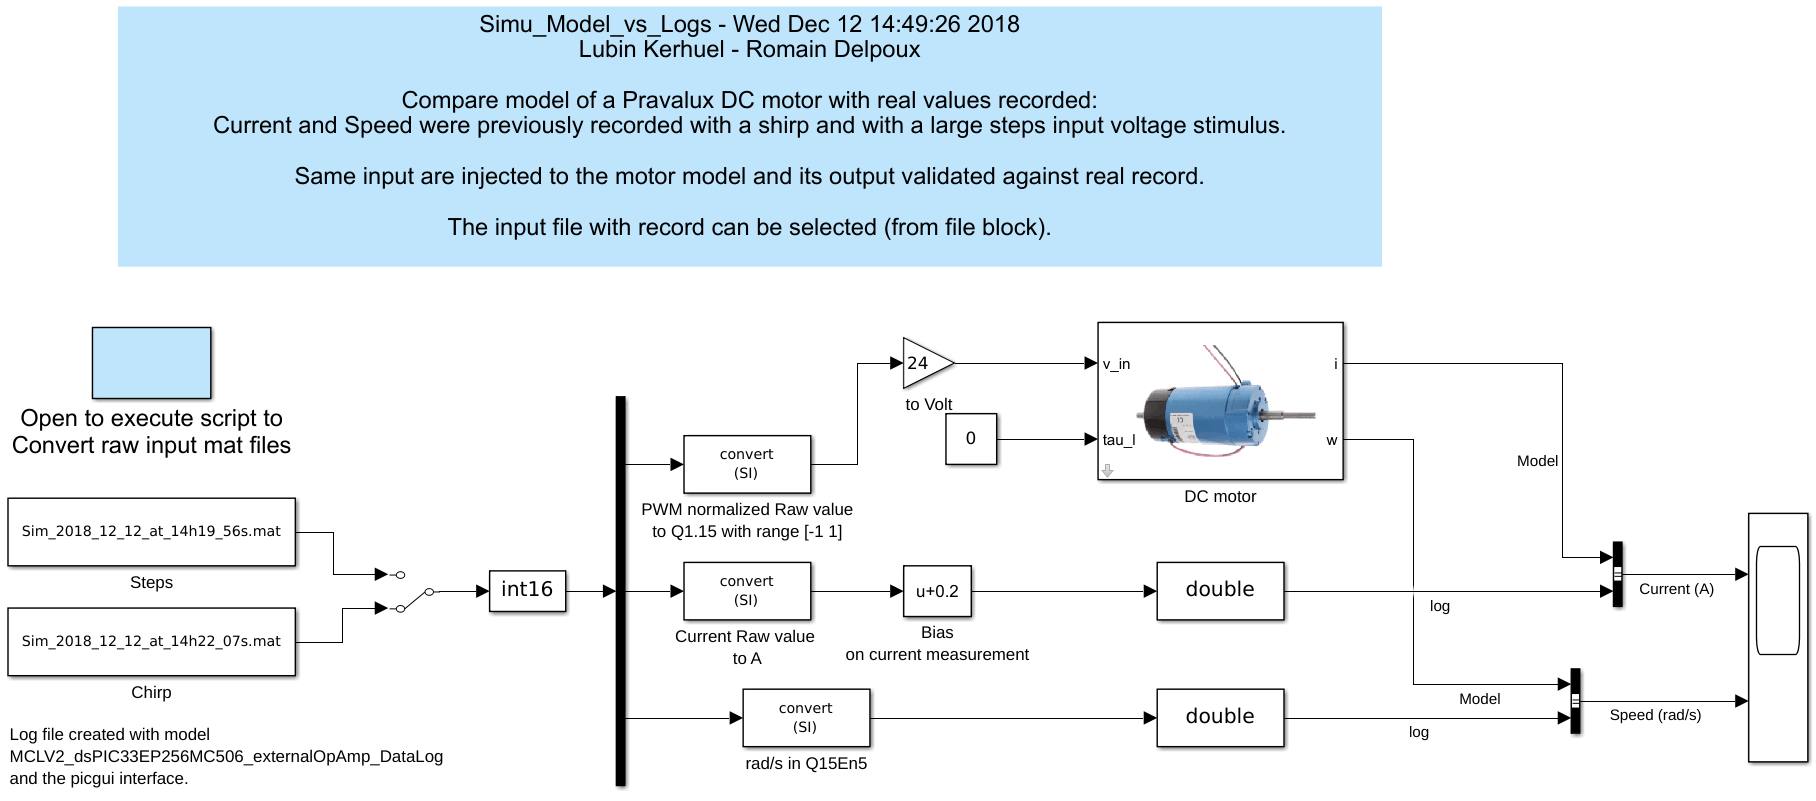 Simu_Model_vs_Logs - Wed Dec 12 14:49:26 2018
Lubin Kerhuel - Romain Delpoux
Compare model of a Pravalux DC motor with real values recorded:
Current and Speed were previously recorded with a shirp and with a large steps input voltage stimulus.
Same input are injected to the motor model and its output validated against real record.
The input file with record can be selected (from file block).
Open to execute script to
Convert raw input mat files
Sim_2018_12_12_at_14h19_56s.mat
Steps
Sim_2018_12_12_at_14h22_07s.mat
Chirp
Log file created with model
MCLV2_dsPIC33EP256MC506_externalOpAmp_DataLog
and the picgui interface.
int16
convert
(SI)
PWM normalized Raw value
to Q1.15 with range [-1 1]
convert
(SI)
Current Raw value
to A
convert
(SI)
rad/s in Q15En5
24
to Volt
0
u+0.2
Bias
on current measurement
v_in
tau_l
i
w
DC motor
double
double
Model
log
Current (A)
Model
log
Speed (rad/s)